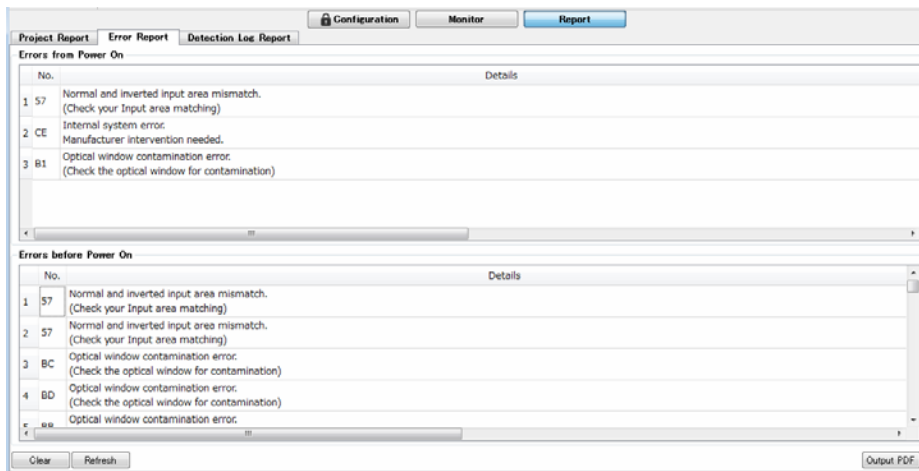 Configuration Monitor Report
Project Report Error Report Detection Log Report
Errors from Power On
No. Details
1 57 Normal and inverted input area mismatch.
(Check your Input area matching)
2 CE Internal system error.
Manufacturer intervention needed.
3 B1 Optical window contamination error.
(Check the optical window for contamination)
Errors before Power On
No. Details
1 57 Normal and inverted input area mismatch.
(Check your Input area matching)
2 57 Normal and inverted input area mismatch.
(Check your Input area matching)
3 BC Optical window contamination error.
(Check the optical window for contamination)
4 BD Optical window contamination error.
(Check the optical window for contamination)
Optical window contamination error.
Clear Refresh Output PDF